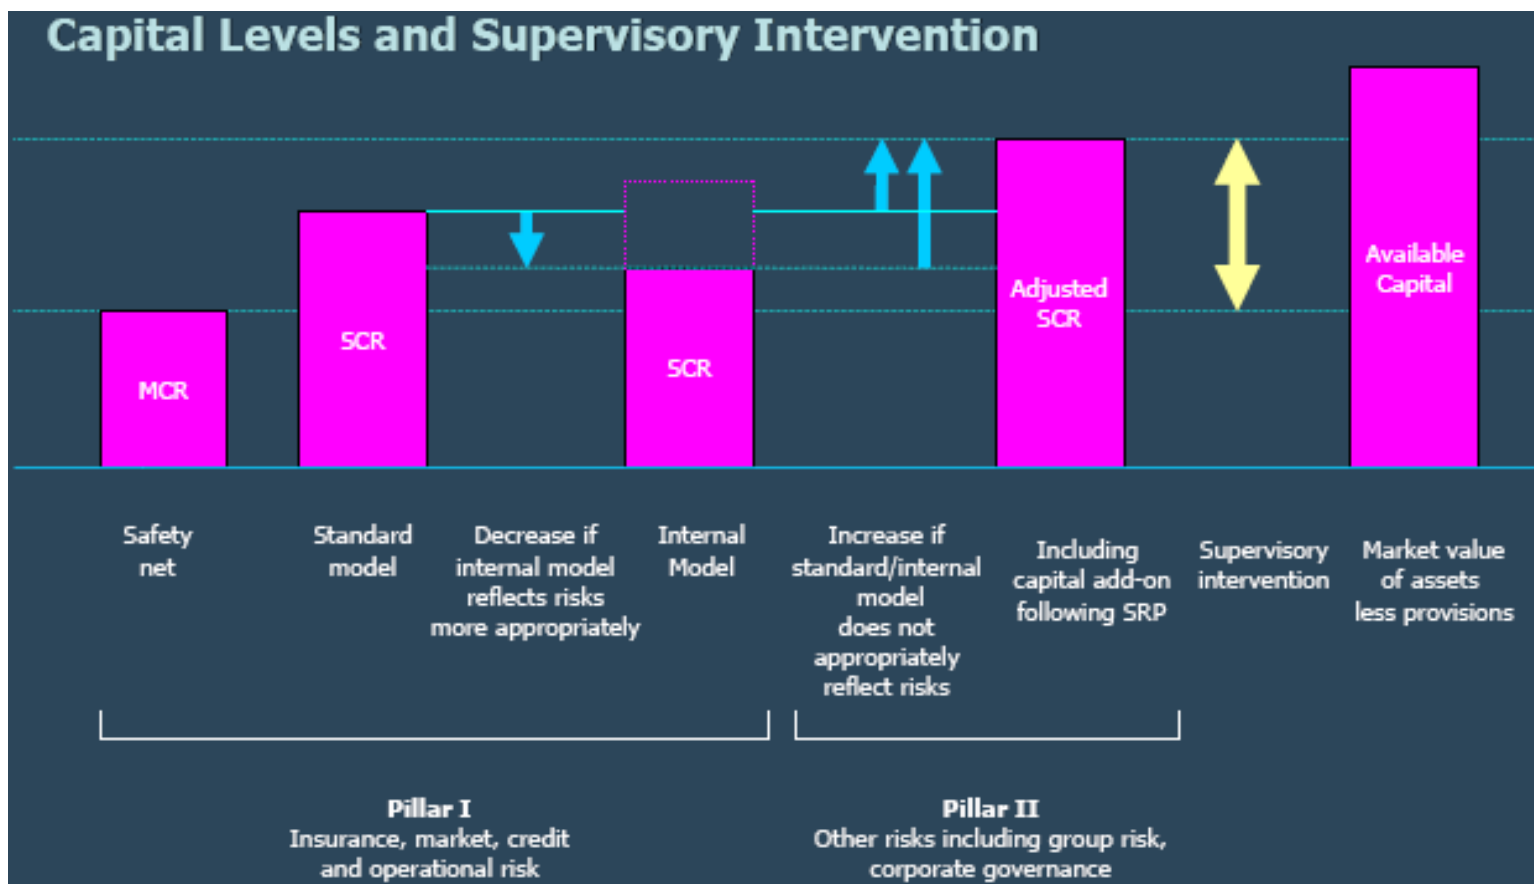 Capital Levels and Supervisory Intervention
MCR
SCR
SCR
Adjusted
SCR
Available
Capital
Safety
net
Standard
model
Decrease if
internal model
reflects risks
more appropriately
Internal
Model
Increase if
standard/internal
model
does not
appropriately
reflect risks
Including
capital add-on
following SRP
Supervisory
intervention
Market value
of assets
less provisions
Pillar I
Insurance, market, credit
and operational risk
Pillar II
Other risks including group risk,
corporate governance